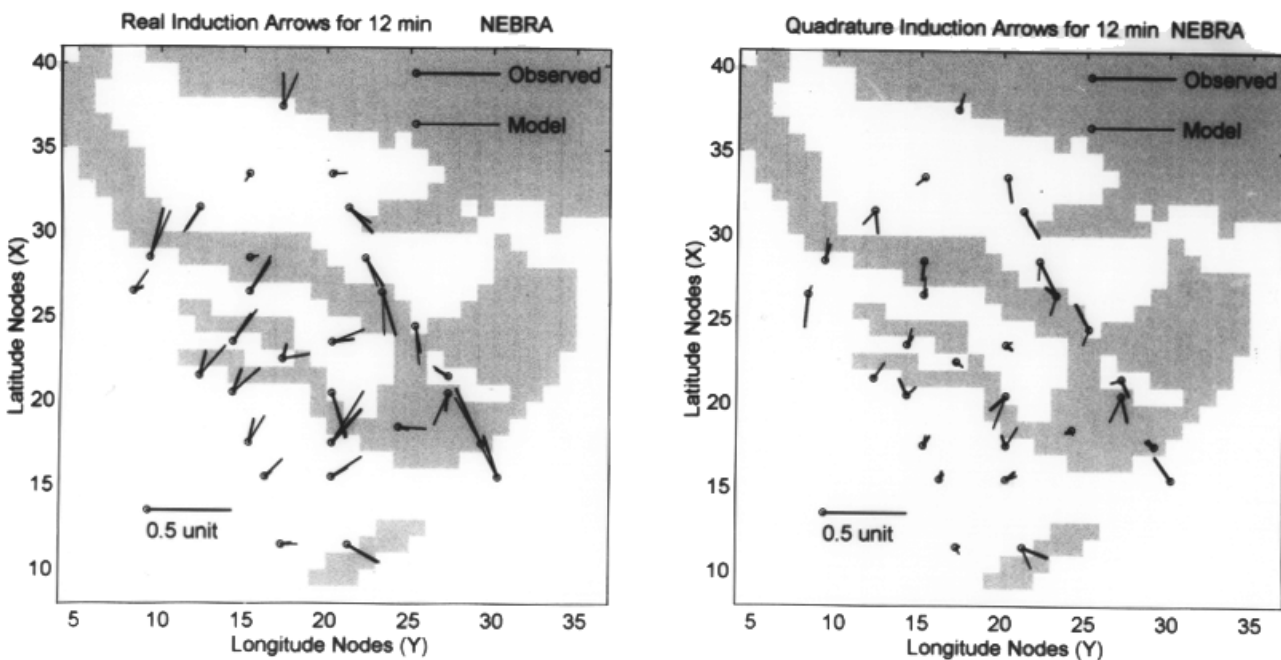 Real Induction Arrows for 12 min NEBRA
Observed
Model
0.5 unit
40
35
30
25
20
15
10
5 10 15 20 25 30 35
Latitude Nodes (X)
Longitude Nodes (Y)
Quadrature Induction Arrows for 12 min NEBRA
Observed
Model
0.5 unit
40
35
30
25
20
15
10
5 10 15 20 25 30 35
Latitude Nodes (X)
Longitude Nodes (Y)